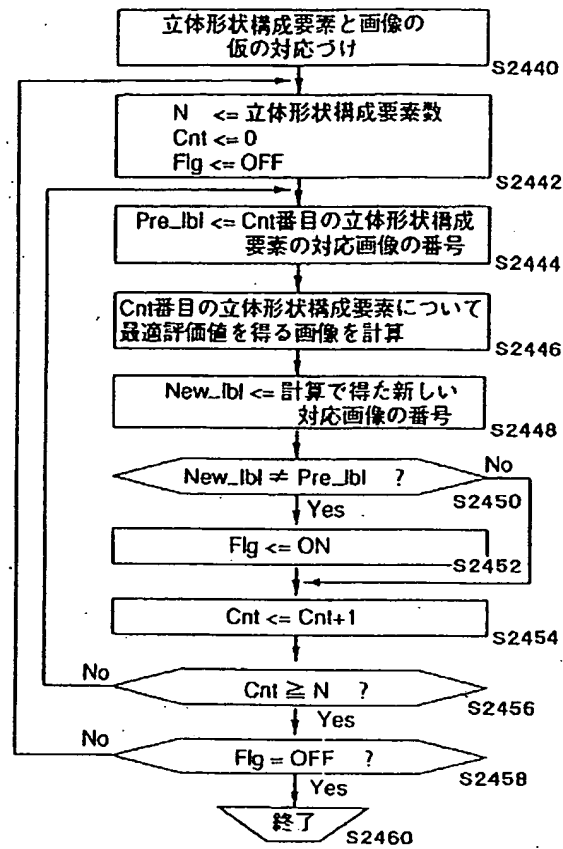 立体形状構成要素と画像の
仮の対応づけ
S2440
N <= 立体形状構成要素数
Cnt <= 0
Flg <= OFF
S2442
Pre_lbl <= Cnt番目の立体形状構成
要素の対応画像の番号
S2444
Cnt番目の立体形状構成要素について
最適評価値を得る画像を計算
S2446
New_lbl <= 計算で得た新しい
対応画像の番号
S2448
New_lbl ≠ Pre_lbl ?
No
S2450
Yes
Flg <= ON
S2452
Cnt <= Cnt+1
S2454
No
Cnt ≧ N ?
S2456
Yes
No
Flg = OFF ?
S2458
Yes
終了
S2460